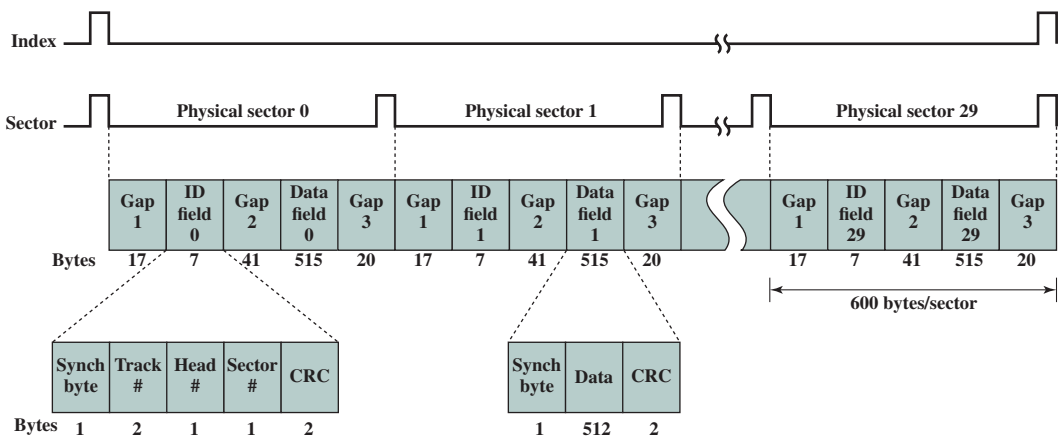 Index
Sector
Physical sector 0
Physical sector 1
Physical sector 29
Gap 1
ID field 0
Gap 2
Data field 0
Gap 3
Gap 1
ID field 1
Gap 2
Data field 1
Gap 3
Gap 1
ID field 29
Gap 2
Data field 29
Gap 3
Bytes 17 7 41 515 20 17 7 41 515 20 17 7 41 515 20
600 bytes/sector
Synch byte
Track #
Head #
Sector #
CRC
Synch byte
Data
CRC
Bytes 1 2 1 1 2 1 512 2